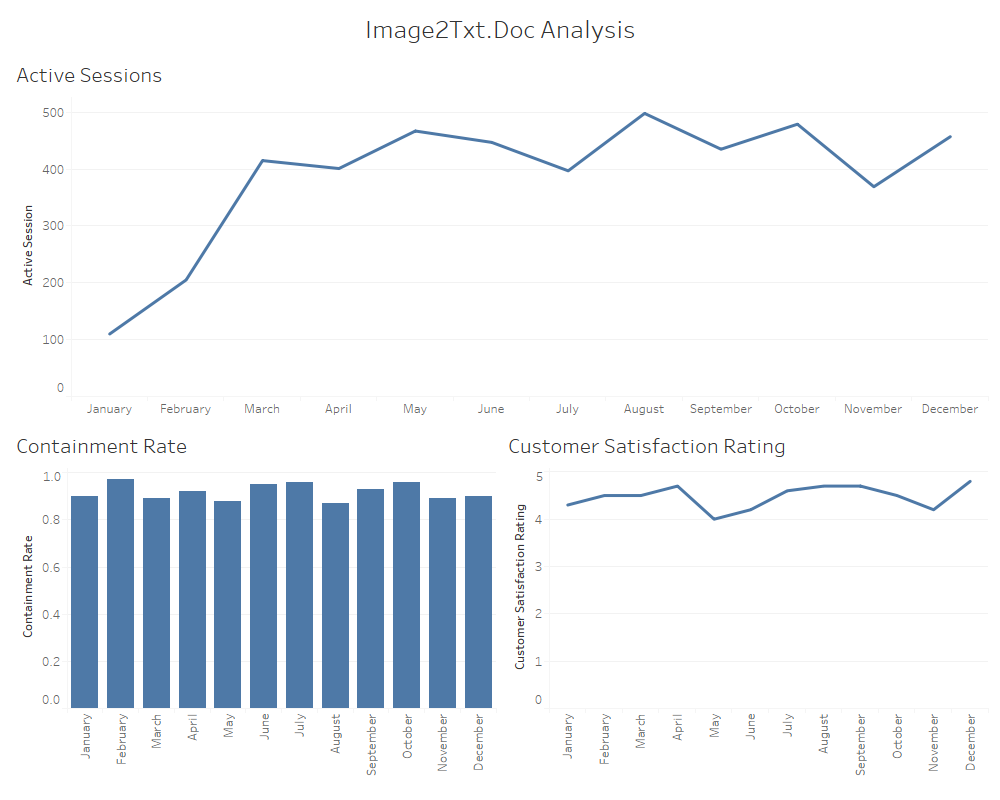 Image2Txt.Doc Analysis
Active Sessions
500
400
300
200
100
0
Active Session
January February March April May June July August September October November December
Containment Rate
1.0
0.8
0.6
0.4
0.2
0.0
Containment Rate
January February March April May June July August September October November December
Customer Satisfaction Rating
5
4
3
2
1
0
Customer Satisfaction Rating
January February March April May June July August September October November December